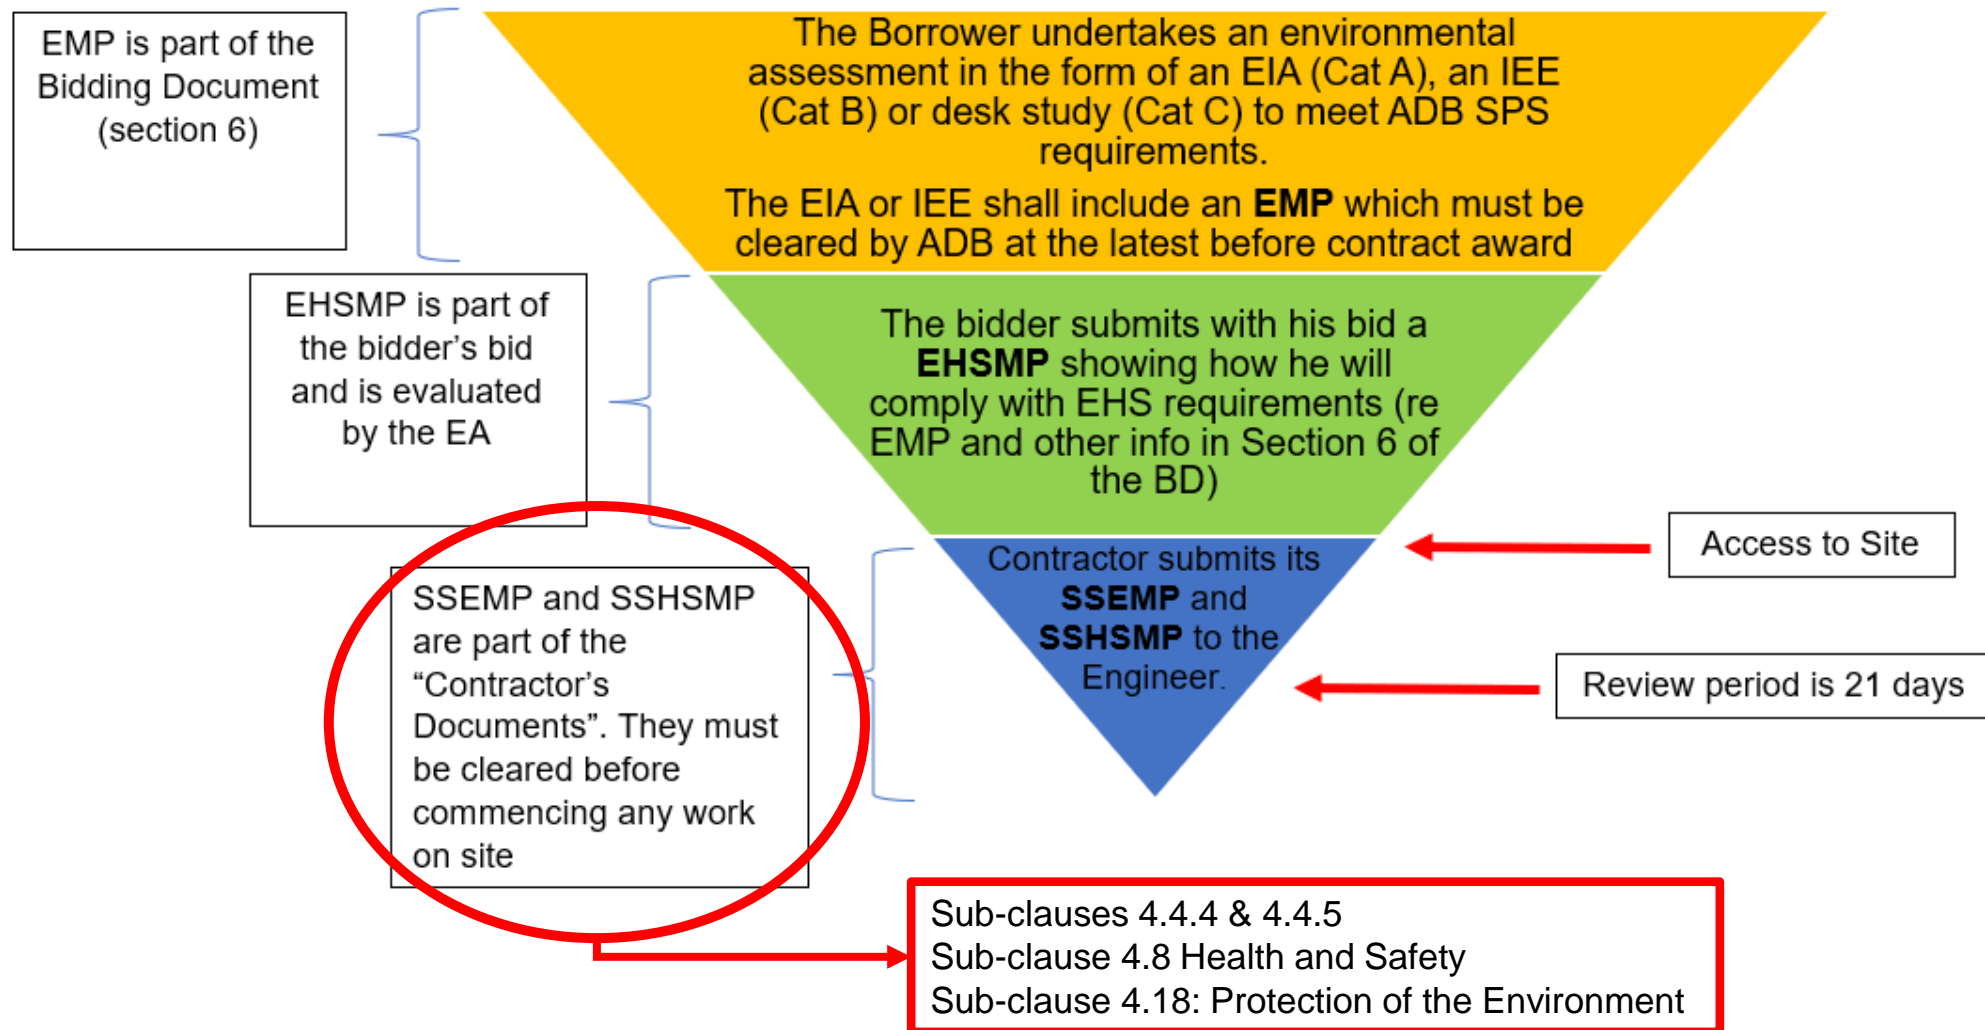 EMP is part of the
Bidding Document
(section 6)
The Borrower undertakes an environmental
assessment in the form of an EIA (Cat A), an IEE
(Cat B) or desk study (Cat C) to meet ADB SPS
requirements.
The EIA or IEE shall include an EMP which must be
cleared by ADB at the latest before contract award
EHSMP is part of
the bidder’s bid
and is evaluated
by the EA
The bidder submits with his bid a
EHSMP showing how he will
comply with EHS requirements (re
EMP and other info in Section 6 of
the BD)
SSEMP and SSHSMP
are part of the
“Contractor’s
Documents”. They must
be cleared before
commencing any work
on site
Contractor submits its
SSEMP and
SSHSMP to the
Engineer.
Access to Site
Review period is 21 days
Sub-clauses 4.4.4 & 4.4.5
Sub-clause 4.8 Health and Safety
Sub-clause 4.18: Protection of the Environment